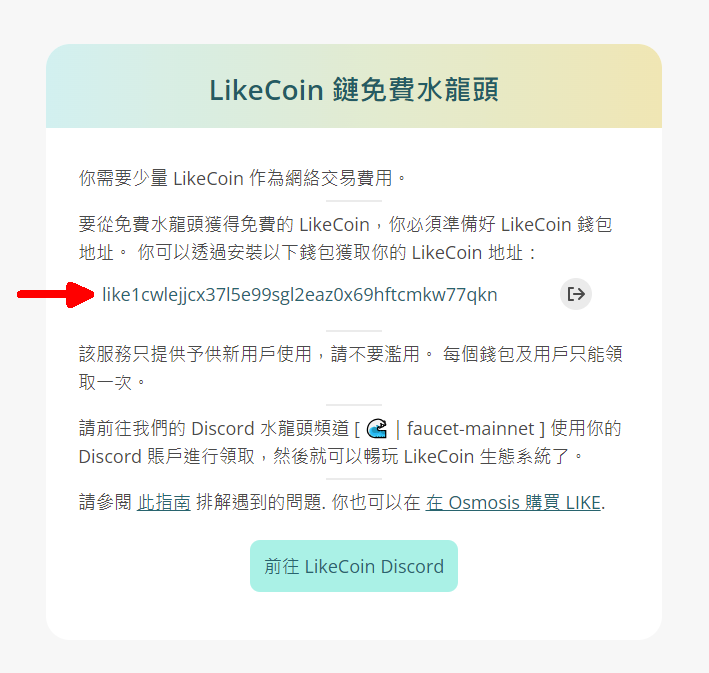 LikeCoin 鏈免費水龍頭
你需要少量 LikeCoin 作為網絡交易費用。
要從免費水龍頭獲得免費的 LikeCoin，你必須準備好 LikeCoin 錢包
地址。 你可以透過安裝以下錢包獲取你的 LikeCoin 地址：
like1cwlejjcx37l5e99sgl2eaz0x69hftcmkw77qkn
該服務只提供予供新用戶使用，請不要濫用。 每個錢包及用戶只能領
取一次。
請前往我們的 Discord 水龍頭頻道 [ 🌊 | faucet-mainnet ] 使用你的
Discord 賬戶進行領取，然後就可以暢玩 LikeCoin 生態系統了。
請參閱 此指南 排解遇到的問題. 你也可以在 在 Osmosis 購買 LIKE.
前往 LikeCoin Discord